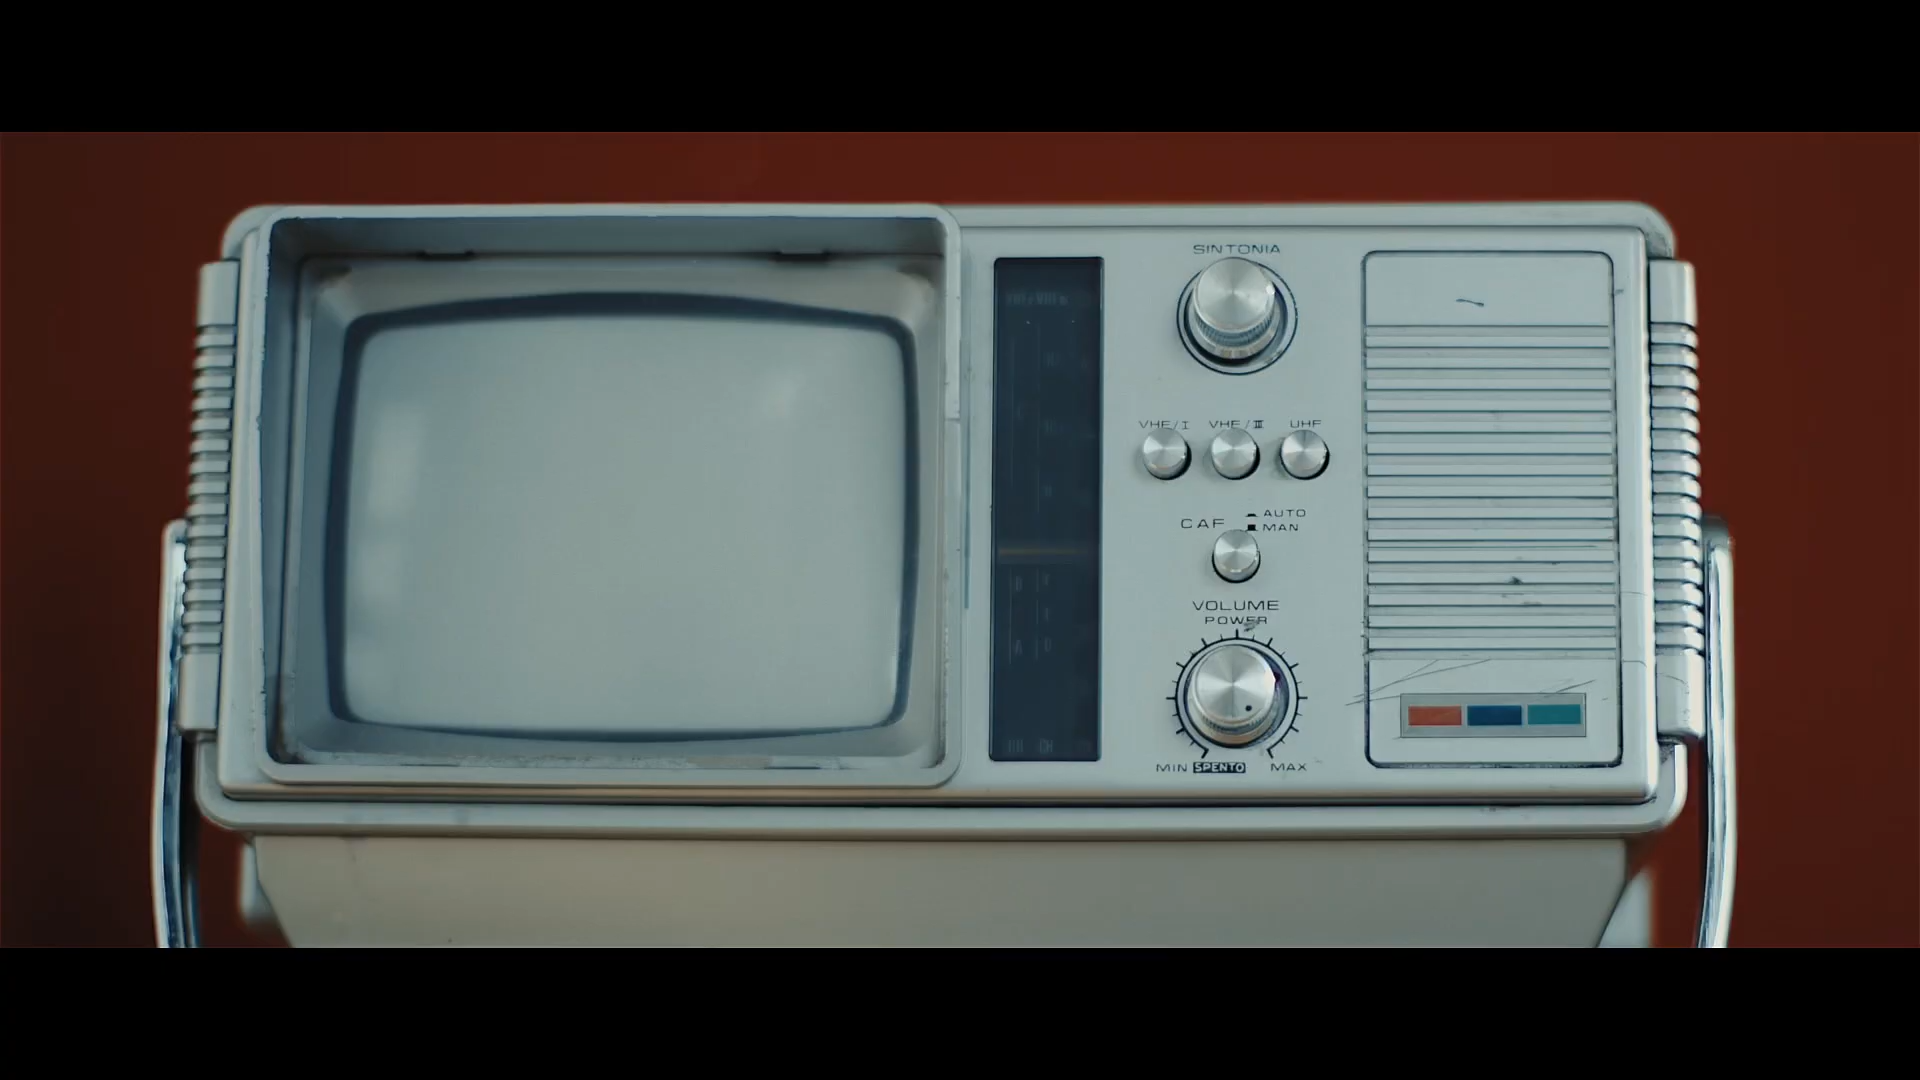 SINTONIA
VHF/I VHF/III UHF
CAF AUTO
MAN
VOLUME
POWER
MIN SPENTO MAX